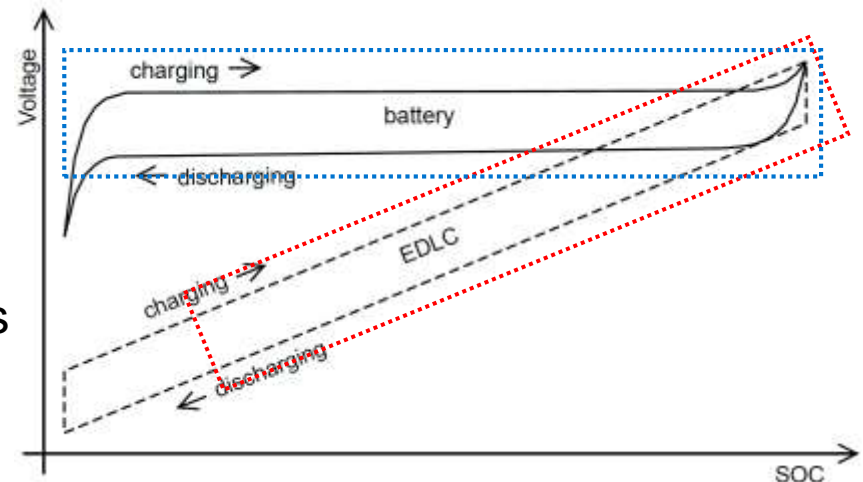 Voltage
charging
battery
discharging
EDLC
charging
s
discharging
SOC